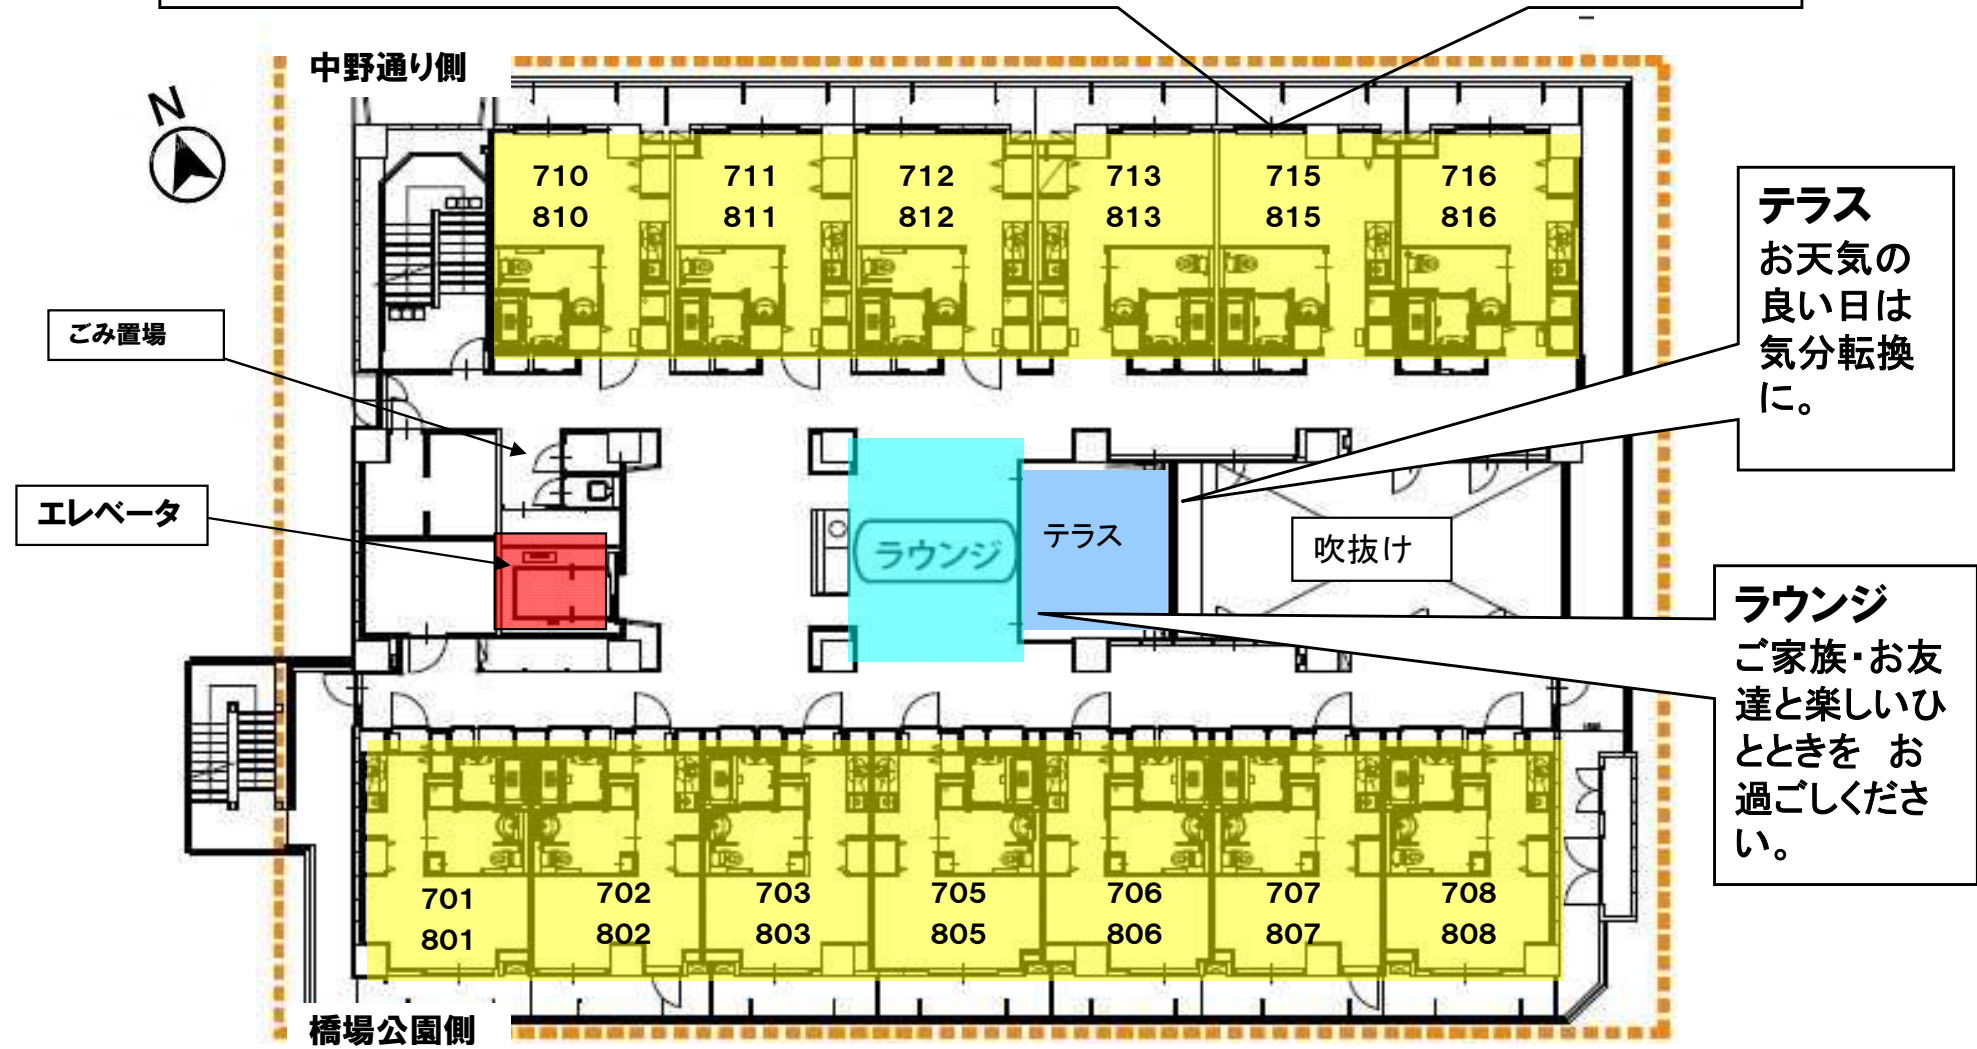 中野通り側
N
710
810
711
811
712
812
713
813
715
815
716
816
テラス
お天気の
良い日は
気分転換
に。
ごみ置場
エレベータ
ラウンジ
テラス
吹抜け
ラウンジ
ご家族・お友
達と楽しいひ
とときを　お
過ごしくださ
い。
701
801
702
802
703
803
705
805
706
806
707
807
708
808
橋場公園側